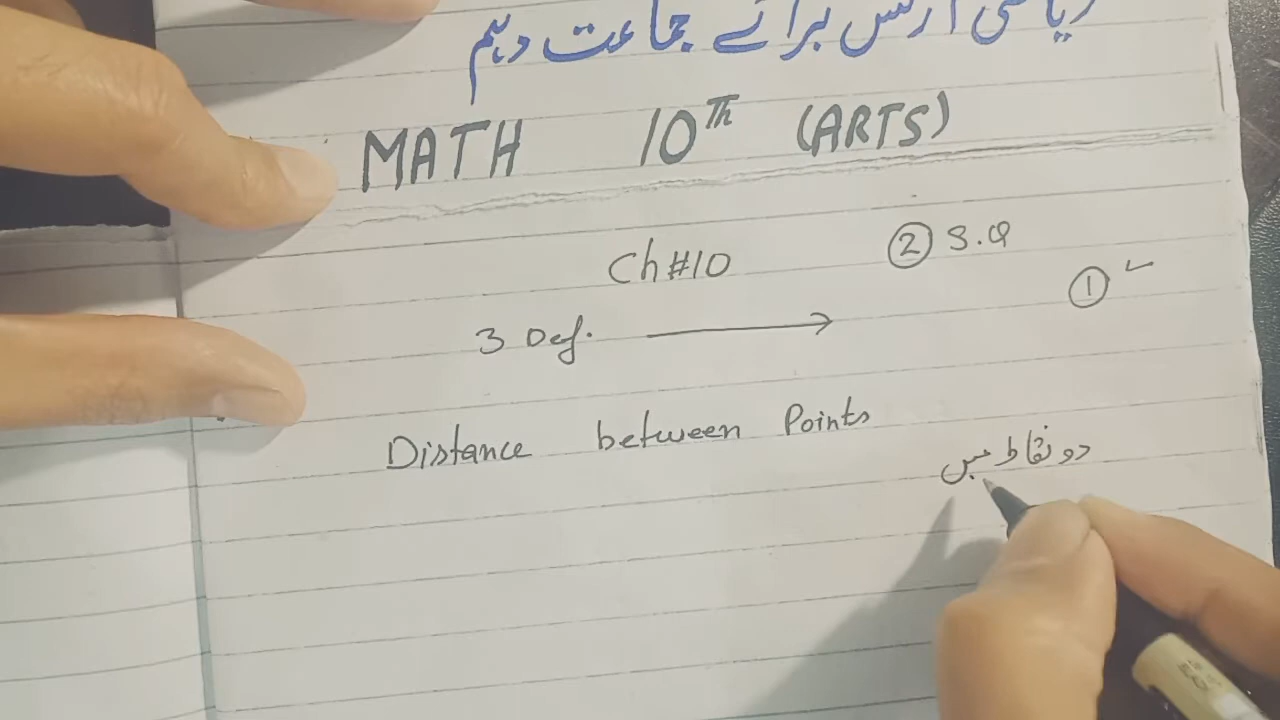 ریاضی آرٹس برائے جماعت دہم
MATH 10Th (ARTS)
Ch#10
② S.Q
① ✓
3 Def. →
Distance between Points
دو نقاط میں